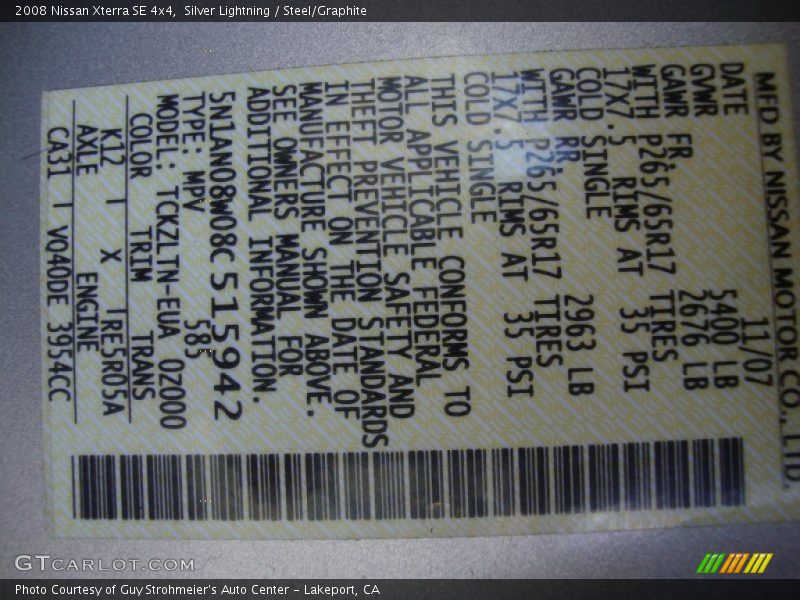 2008 Nissan Xterra SE 4x4,  Silver Lightning / Steel/Graphite
MFD BY NISSAN MOTOR CO., LTD
DATE 11/07
GVWR 5400 LB
GAWR FR 2676 LB
WITH P265/65R17 TIRES
17X7.5 RIMS AT 35 PSI
COLD SINGLE
GAWR RR 2963 LB
WITH P265/65R17 TIRES
17X7.5 RIMS AT 35 PSI
COLD SINGLE
THIS VEHICLE CONFORMS TO
ALL APPLICABLE FEDERAL
MOTOR VEHICLE SAFETY AND
THEFT PREVENTION STANDARDS
IN EFFECT ON THE DATE OF
MANUFACTURE SHOWN ABOVE.
SEE OWNERS MANUAL FOR
ADDITIONAL INFORMATION.
5N1AN08W08C515942
TYPE: MPV 585
MODEL: TCKZLTN-EUA 0Z000
COLOR TRIM TRANS
K12 I X IRE5R05A
AXLE ENGINE
CA31 I VQ40DE 3954CC
GTCARLOT.COM
Photo Courtesy of Guy Strohmeier's Auto Center - Lakeport, CA